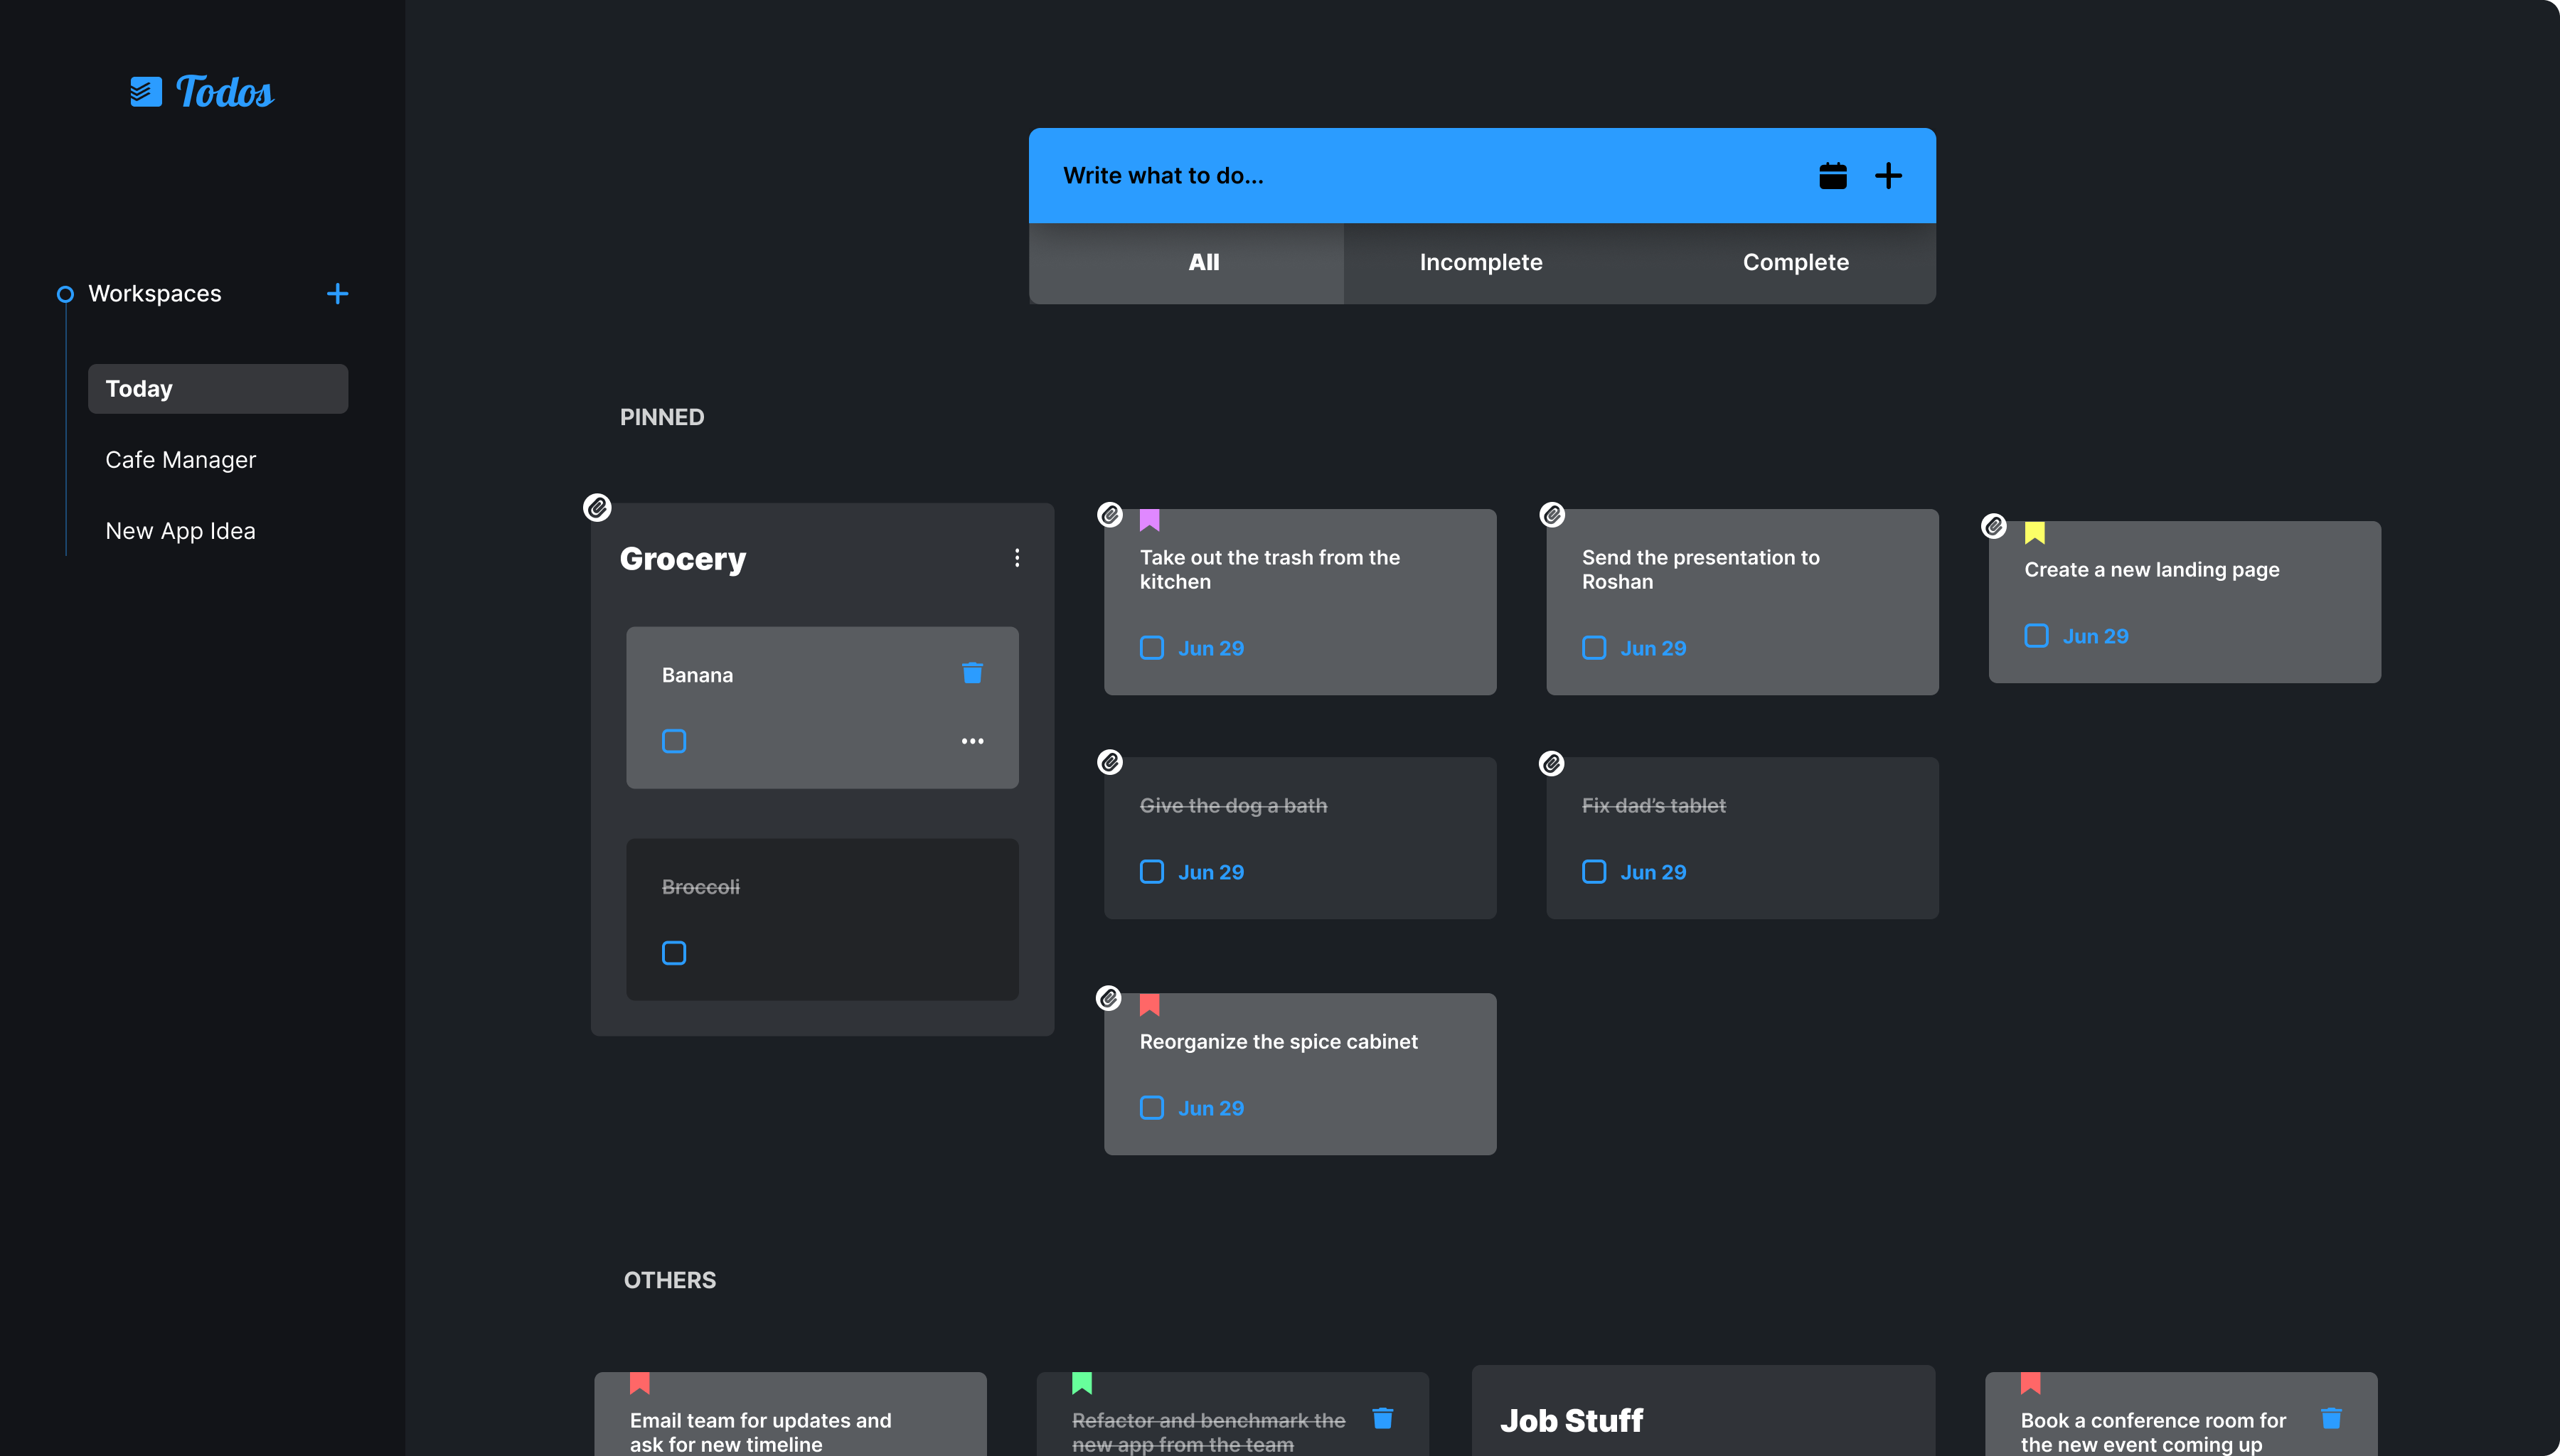 Todos
Workspaces
Today
Cafe Manager
New App Idea
Write what to do...
All
Incomplete
Complete
PINNED
Grocery
Banana
Broccoli
Take out the trash from the
kitchen
Jun 29
Send the presentation to
Roshan
Jun 29
Create a new landing page
Jun 29
Give the dog a bath
Jun 29
Fix dad’s tablet
Jun 29
Reorganize the spice cabinet
Jun 29
OTHERS
Email team for updates and
ask for new timeline
Refactor and benchmark the
new app from the team
Job Stuff
Book a conference room for
the new event coming up